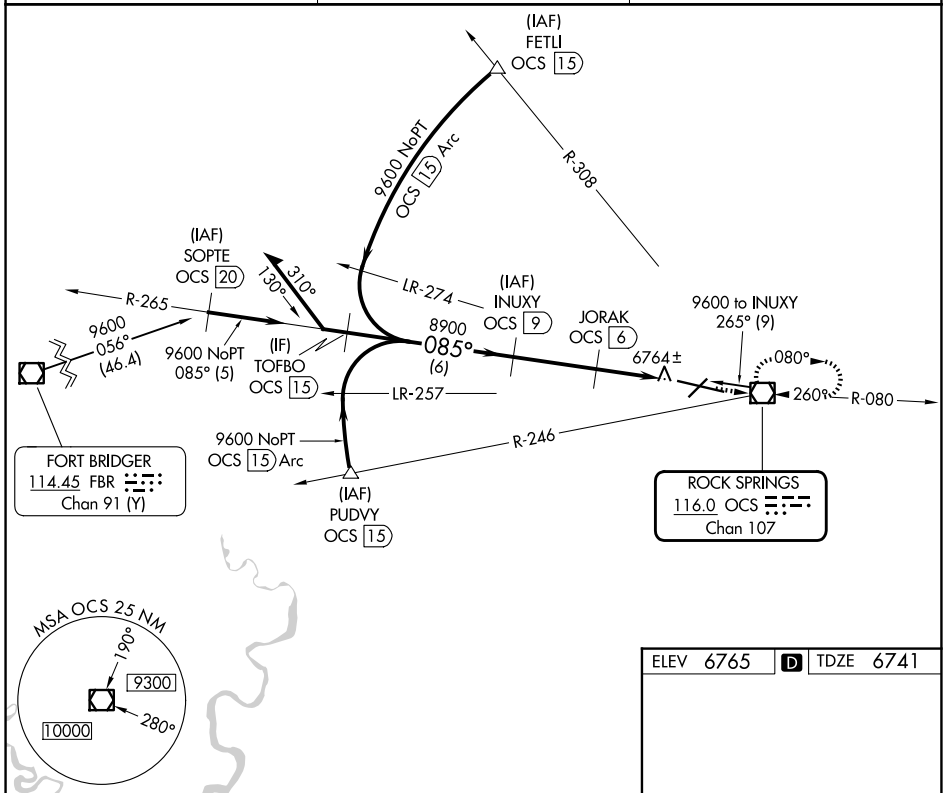 (IAF)
FETLI
OCS 15
9600 NoPT
OCS 15 Arc
R-308
(IAF)
SOPTE
OCS 20
310°
130°
R-265
LR-274
(IAF)
INUXY
OCS 9
JORAK
OCS 6
9600 to INUXY
265° (9)
9600
056°
(46.4)
9600 NoPT
085° (5)
(IF)
TOFBO
OCS 15
8900
085°
(6)
6764±
080°
260°
R-080
LR-257
R-246
9600 NoPT
OCS 15 Arc
(IAF)
PUDVY
OCS 15
FORT BRIDGER
114.45 FBR
Chan 91 (Y)
ROCK SPRINGS
116.0 OCS
Chan 107
MSA OCS 25 NM
190°
9300
280°
10000
ELEV 6765 D TDZE 6741